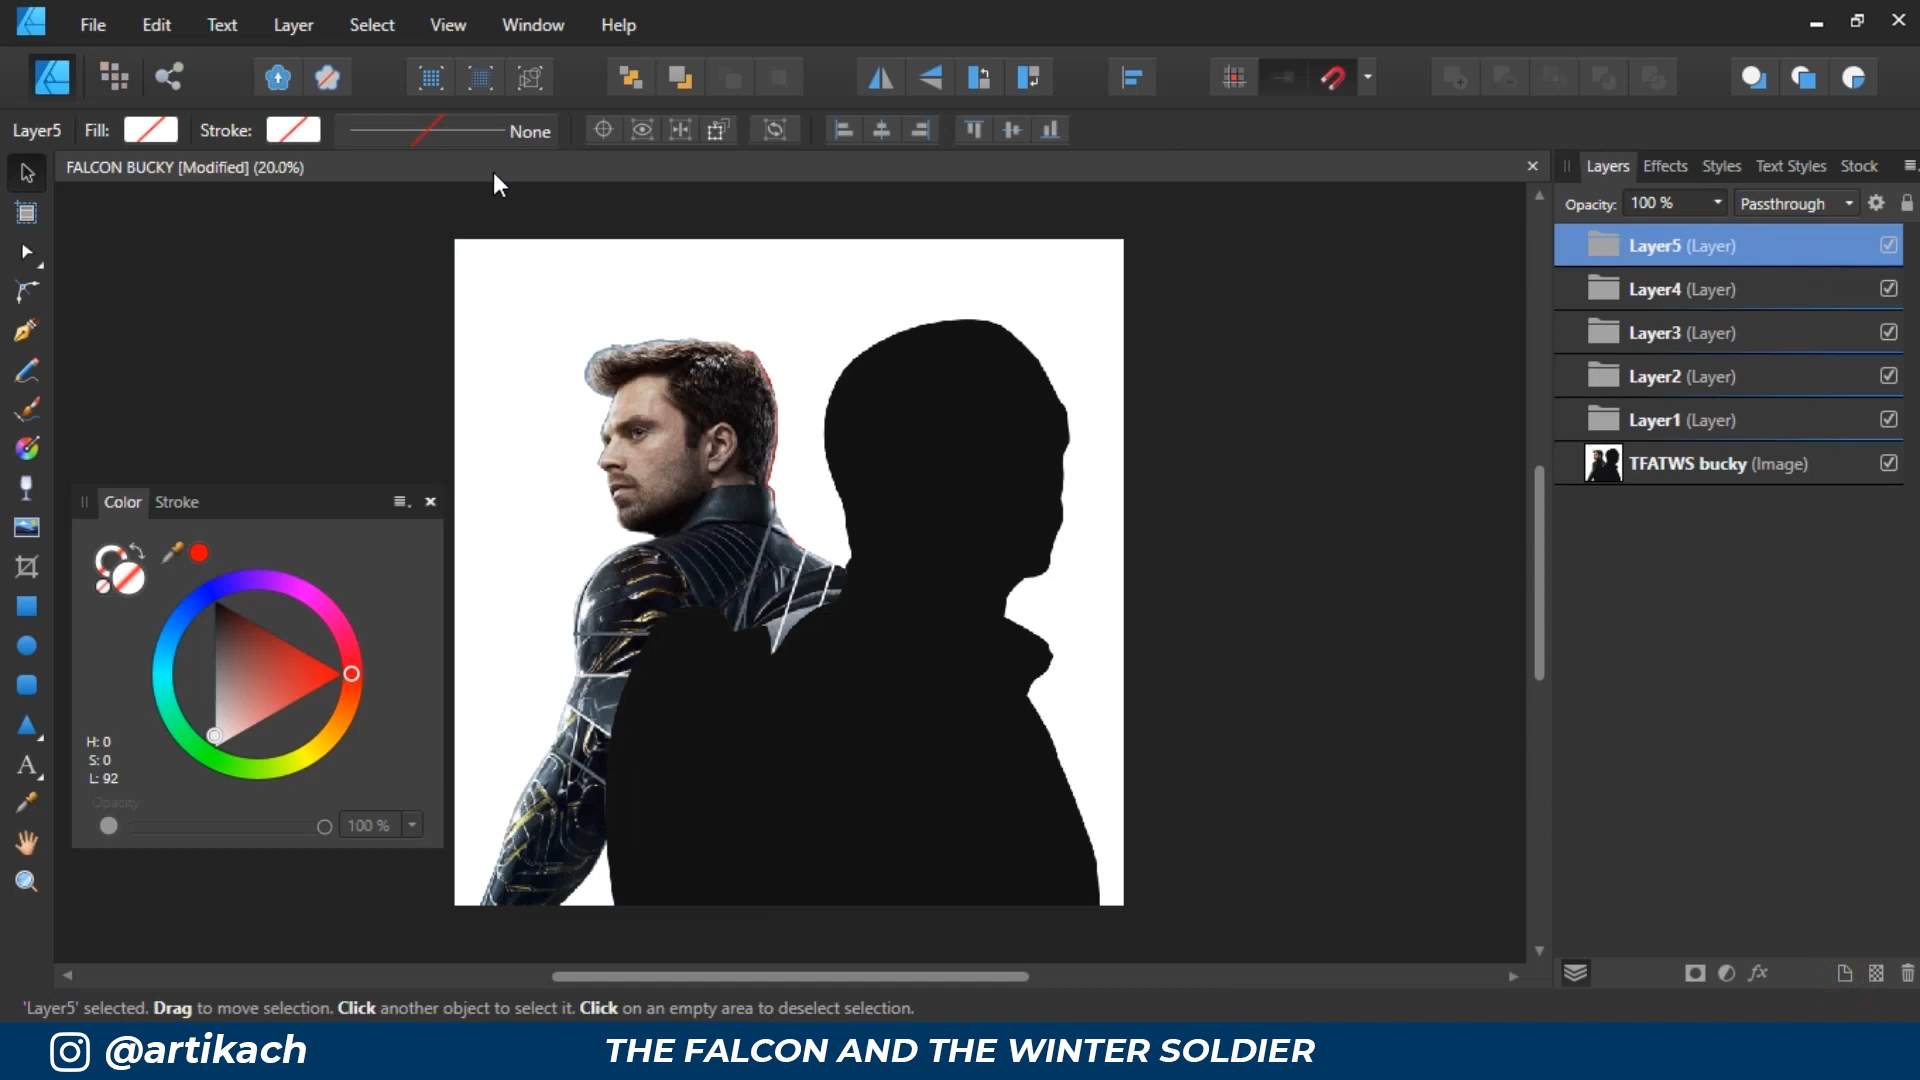 File Edit Text Layer Select View Window Help
Layer5 Fill: Stroke: None
FALCON BUCKY [Modified] (20.0%)
Layers Effects Styles Text Styles Stock
Opacity: 100 % Passthrough
Layer5 (Layer)
Layer4 (Layer)
Layer3 (Layer)
Layer2 (Layer)
Layer1 (Layer)
TFATWS bucky (Image)
Color Stroke
H: 0
S: 0
L: 92
Opacity
100 %
fx
'Layer5' selected. Drag to move selection. Click another object to select it. Click on an empty area to deselect selection.
@artikach
THE FALCON AND THE WINTER SOLDIER